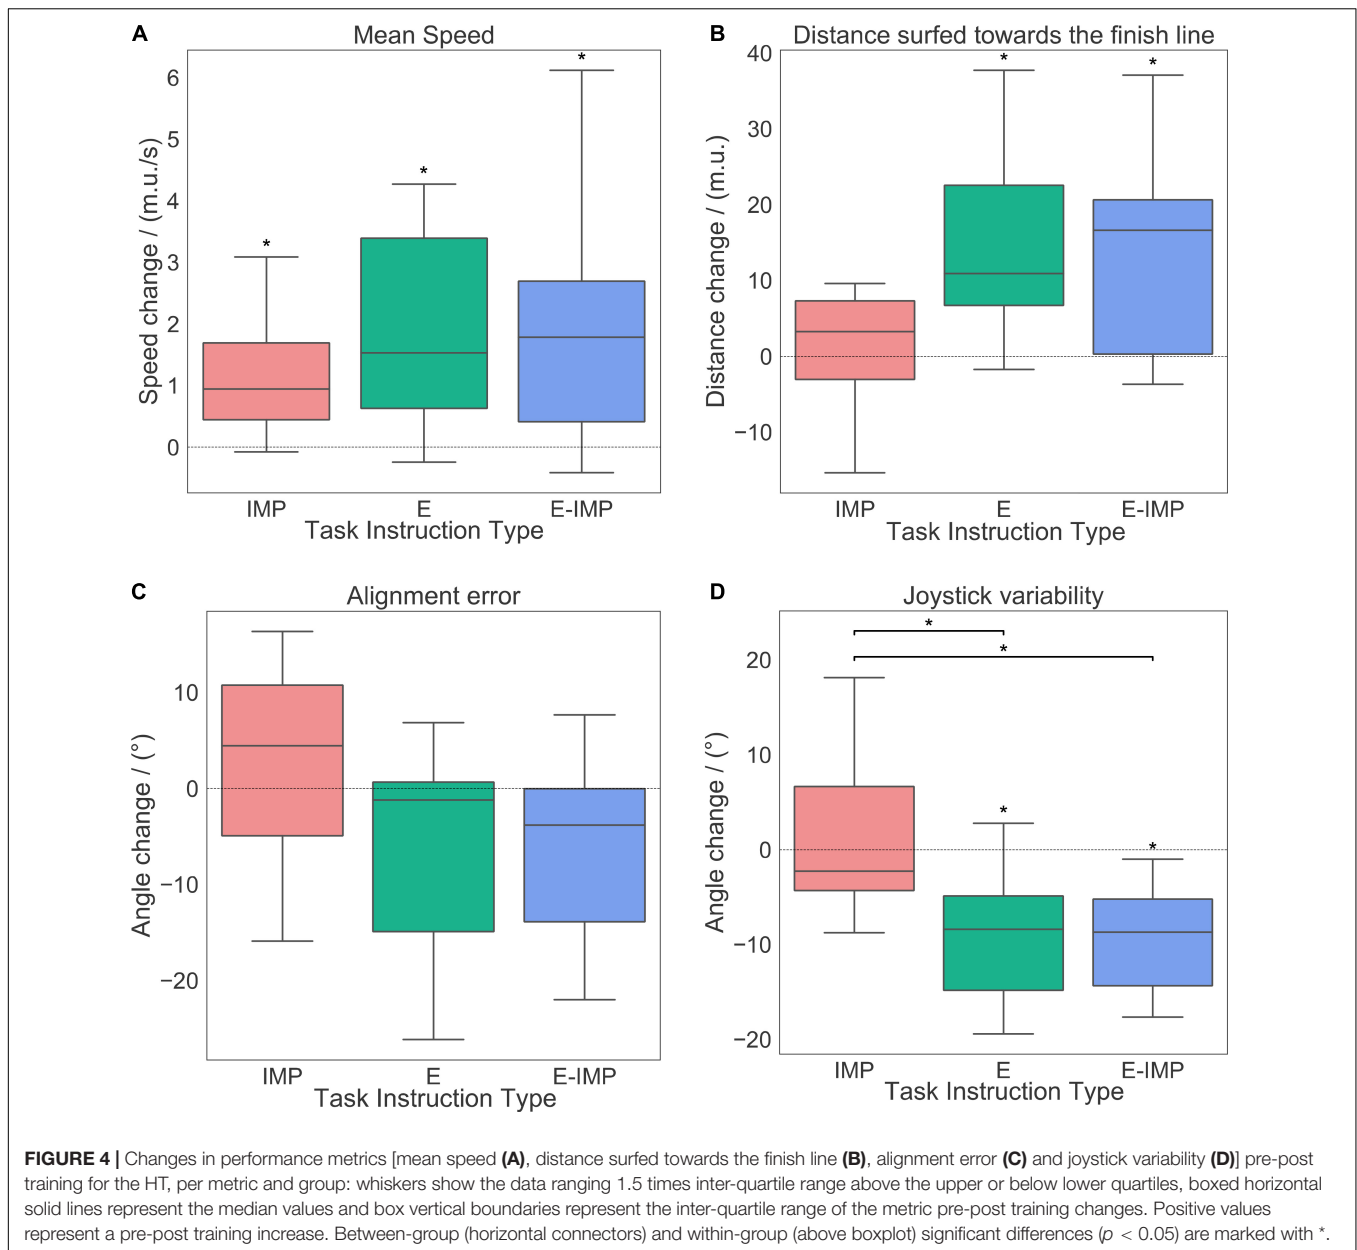 A
Mean Speed
*
*
*
6
5
4
3
2
1
0
Speed change / (m.u./s)
IMP E E-IMP
Task Instruction Type
B
Distance surfed towards the finish line
*
*
40
30
20
10
0
−10
Distance change / (m.u.)
IMP E E-IMP
Task Instruction Type
C
Alignment error
10
0
−10
−20
Angle change / (°)
IMP E E-IMP
Task Instruction Type
D
Joystick variability
*
*
*
*
20
10
0
−10
−20
Angle change / (°)
IMP E E-IMP
Task Instruction Type
FIGURE 4 | Changes in performance metrics [mean speed (A), distance surfed towards the finish line (B), alignment error (C) and joystick variability (D)] pre-post
training for the HT, per metric and group: whiskers show the data ranging 1.5 times inter-quartile range above the upper or below lower quartiles, boxed horizontal
solid lines represent the median values and box vertical boundaries represent the inter-quartile range of the metric pre-post training changes. Positive values
represent a pre-post training increase. Between-group (horizontal connectors) and within-group (above boxplot) significant differences (p < 0.05) are marked with *.